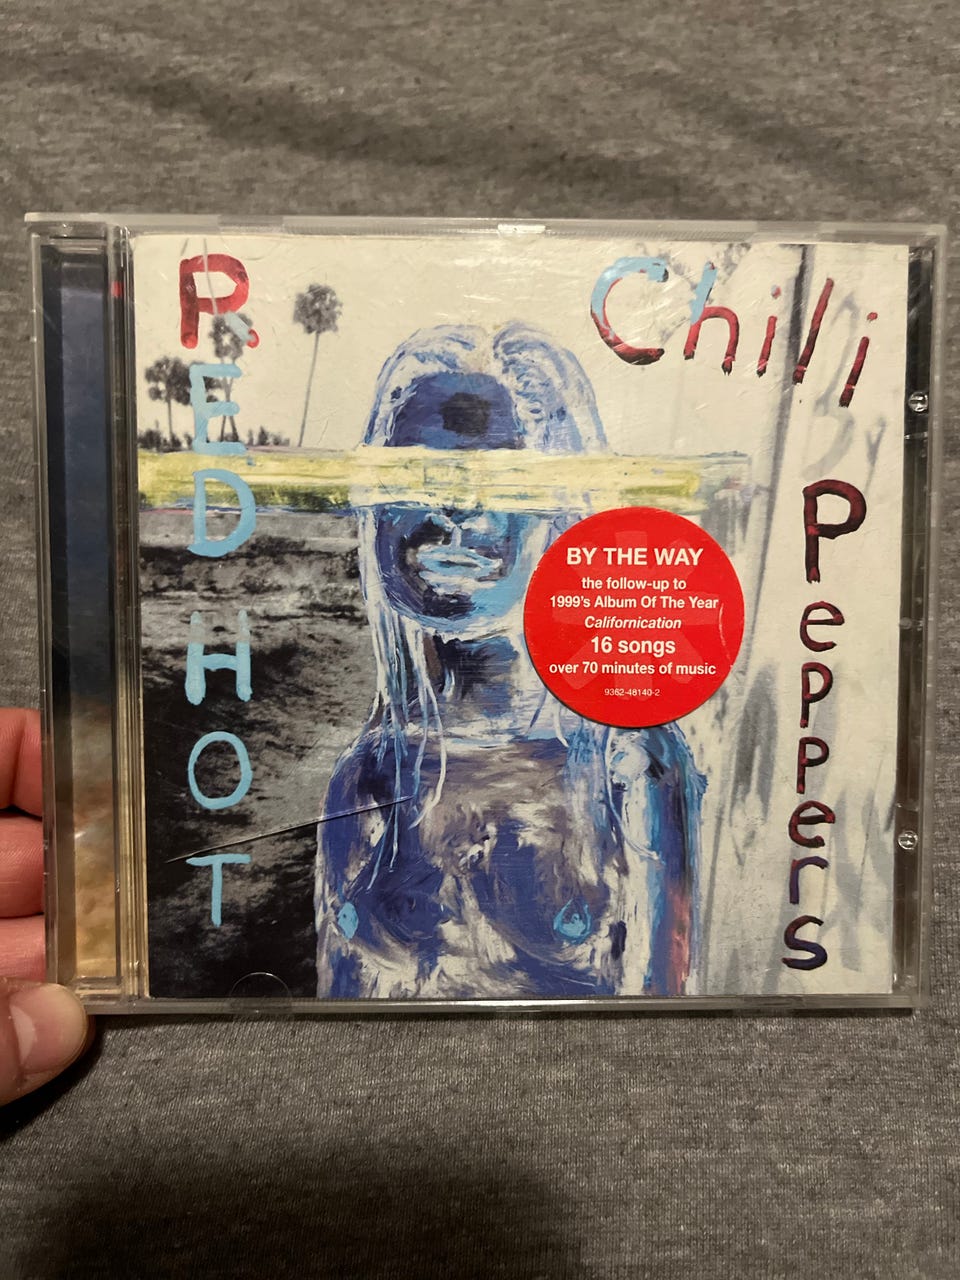 RED HOT
Chili
Peppers
BY THE WAY
the follow-up to
1999's Album Of The Year
Californication
16 songs
over 70 minutes of music
9362-48140-2